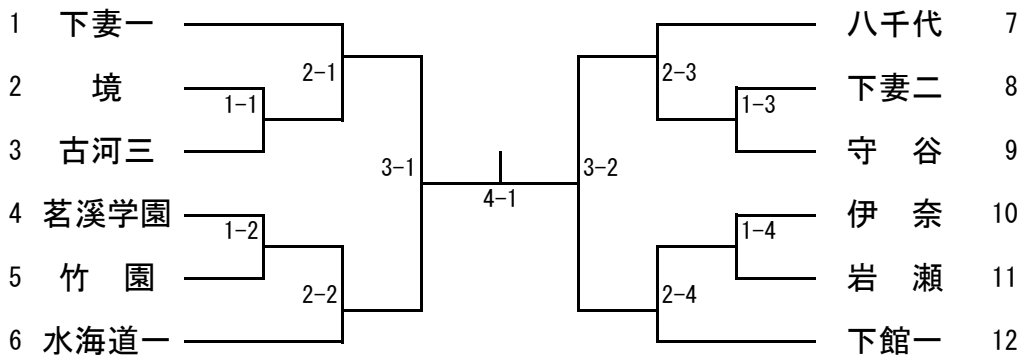 1 下妻一
2 境
3 古河三
4 茗溪学園
5 竹 園
6 水海道一
1-1
1-2
2-1
2-2
3-1
4-1
3-2
2-3
2-4
1-3
1-4
八千代 7
下妻二 8
守 谷 9
伊 奈 10
岩 瀬 11
下館一 12